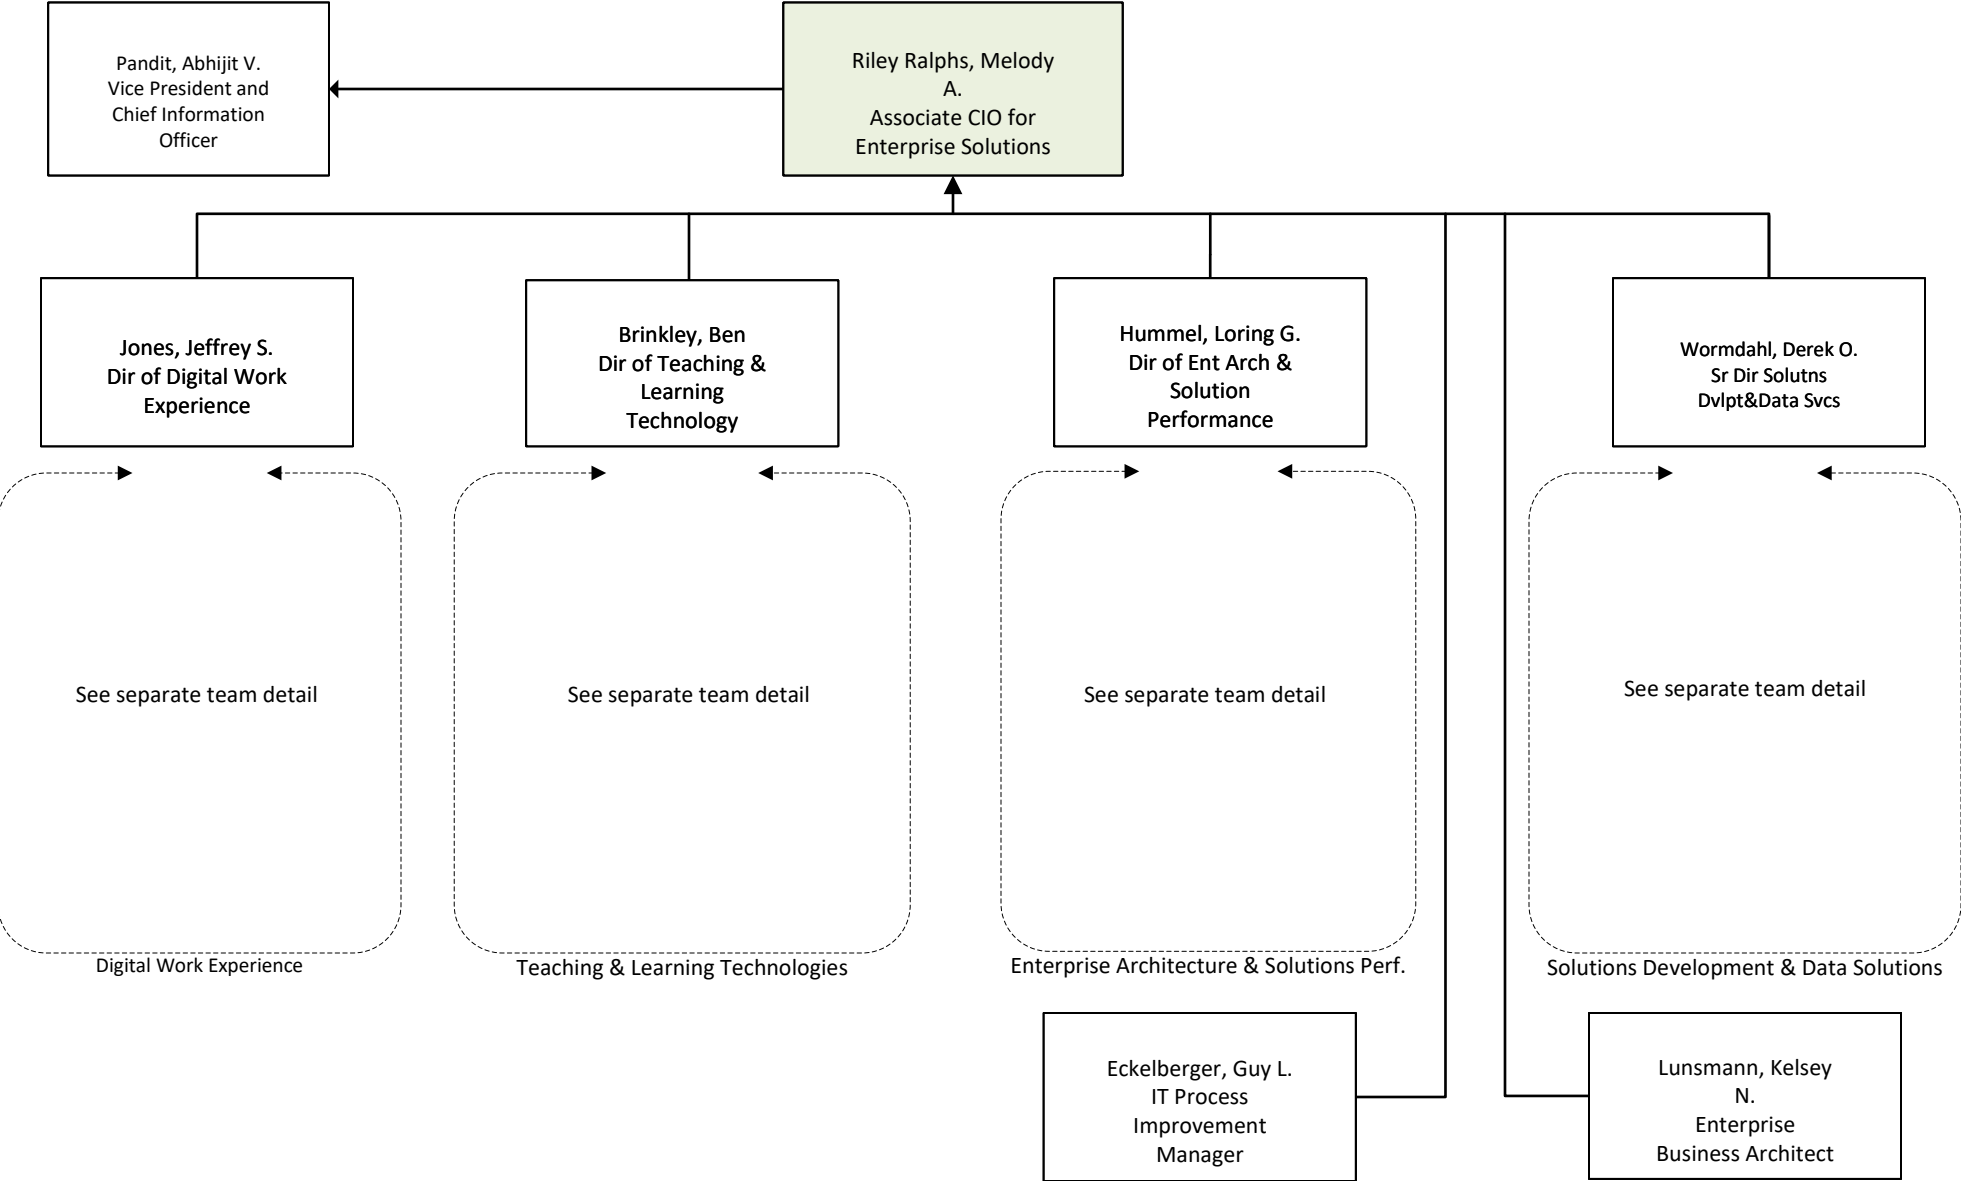 Pandit, Abhijit V.
Vice President and
Chief Information
Officer
Riley Ralphs, Melody
A.
Associate CIO for
Enterprise Solutions
Jones, Jeffrey S.
Dir of Digital Work
Experience
Brinkley, Ben
Dir of Teaching &
Learning
Technology
Hummel, Loring G.
Dir of Ent Arch &
Solution
Performance
Wormdahl, Derek O.
Sr Dir Solutns
Dvlpt&Data Svcs
See separate team detail
See separate team detail
See separate team detail
See separate team detail
Digital Work Experience
Teaching & Learning Technologies
Enterprise Architecture & Solutions Perf.
Solutions Development & Data Solutions
Eckelberger, Guy L.
IT Process
Improvement
Manager
Lunsmann, Kelsey
N.
Enterprise
Business Architect